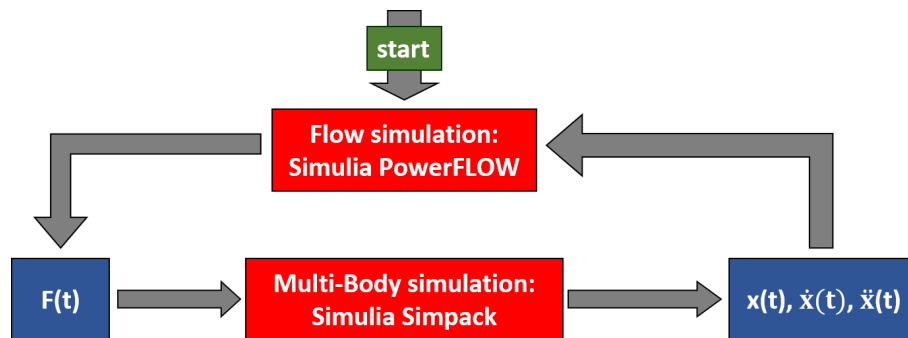 start
Flow simulation:
Simulia PowerFLOW
F(t)
Multi-Body simulation:
Simulia Simpack
x(t), ẋ(t), ẍ(t)